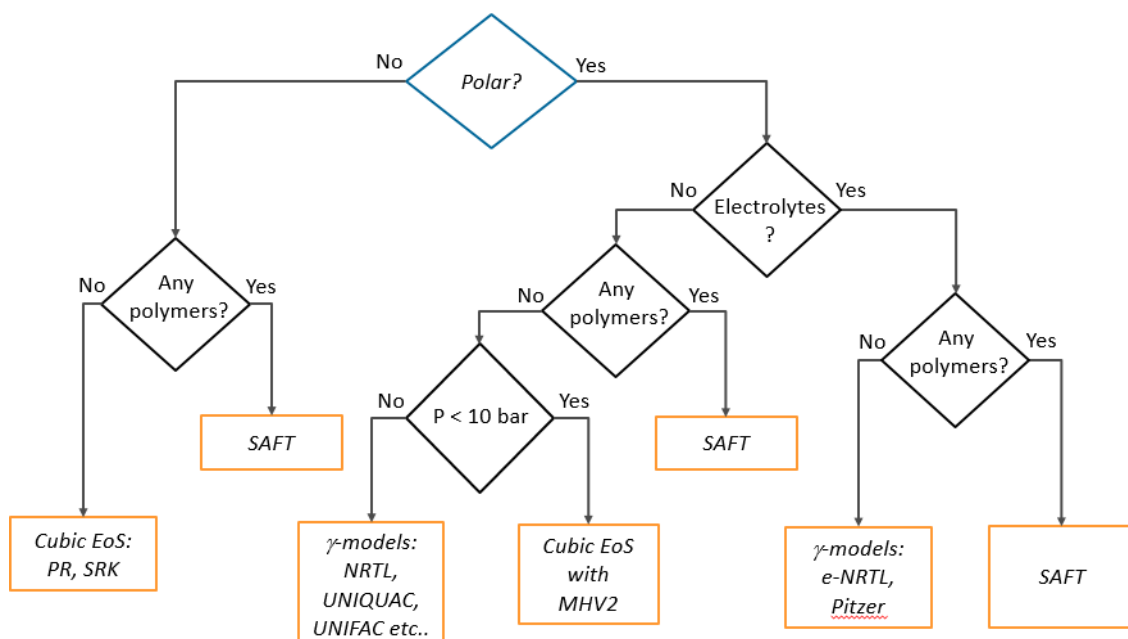 No
Polar?
Yes
No
Electrolytes
?
Yes
No
Any
polymers?
Yes
No
Any
polymers?
Yes
No
Any
polymers?
Yes
No
P < 10 bar
Yes
SAFT
SAFT
Cubic EoS:
PR, SRK
γ-models:
NRTL,
UNIQUAC,
UNIFAC etc..
Cubic EoS
with
MHV2
γ-models:
e-NRTL,
Pitzer
SAFT